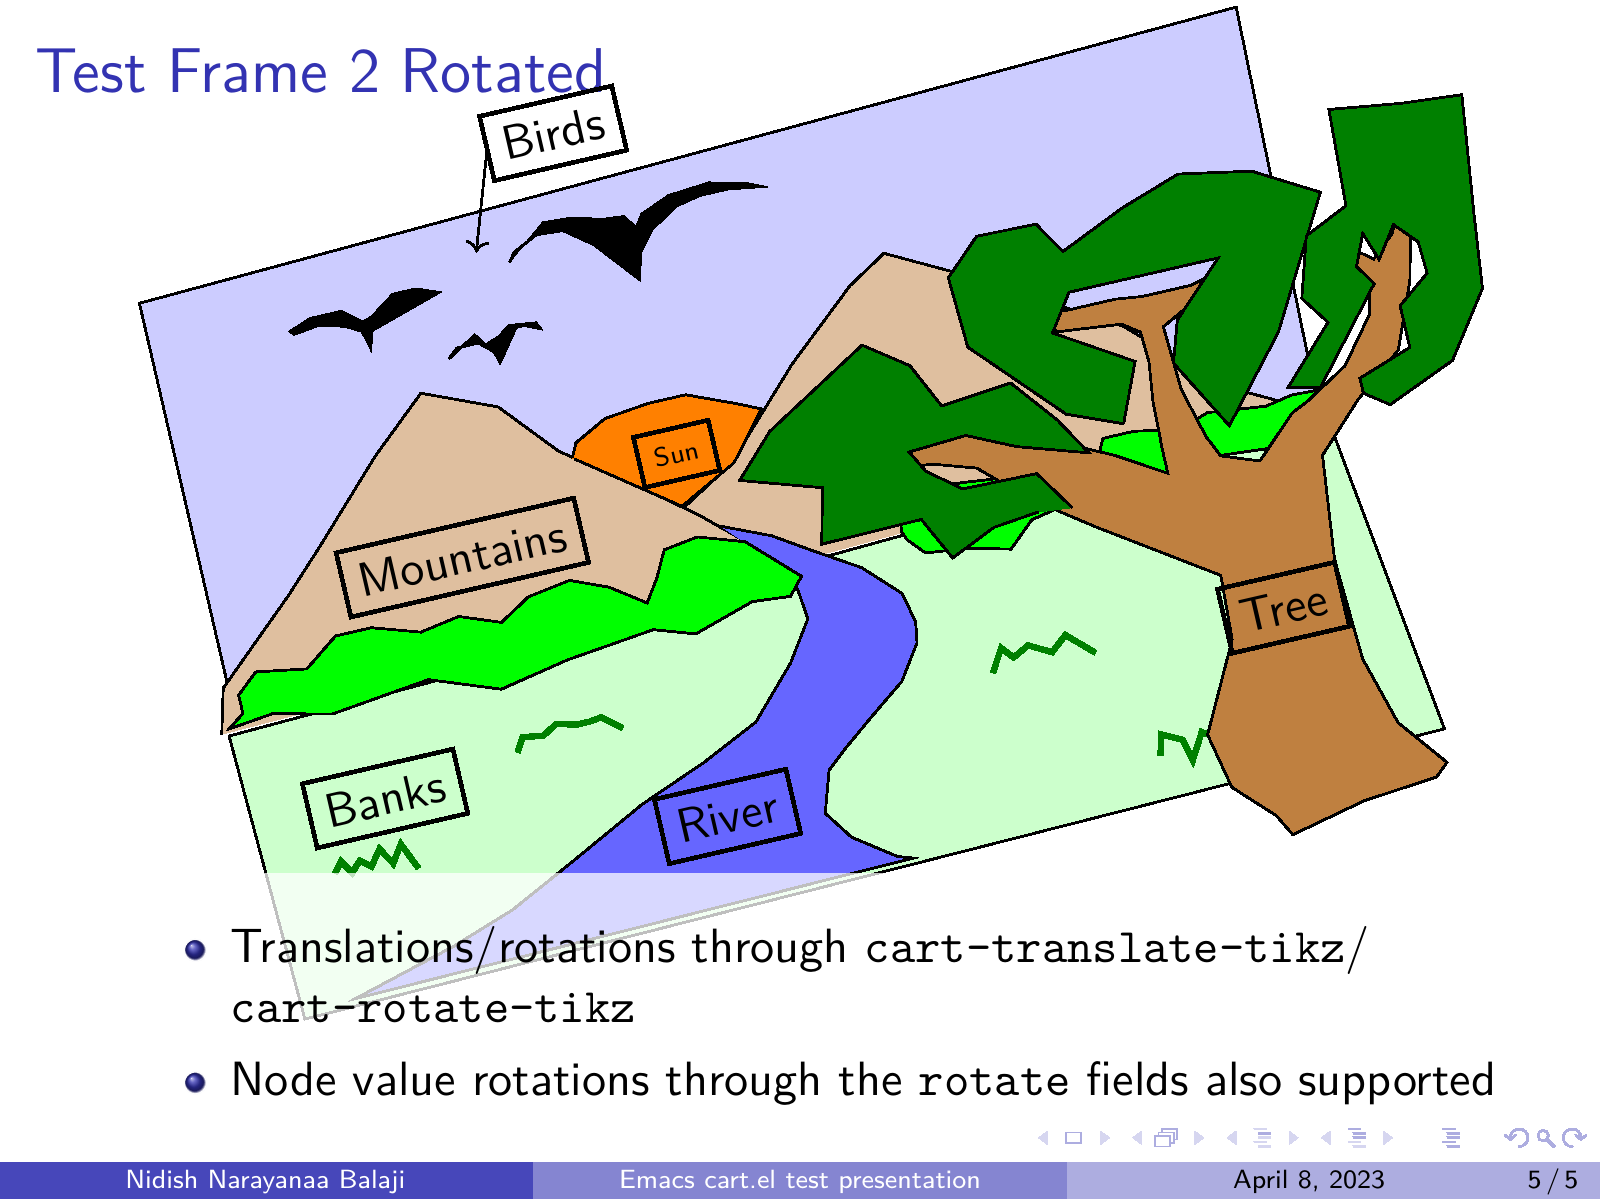 Test Frame 2 Rotated
Birds
Sun
Mountains
Tree
Banks
River
Translations/rotations through cart-translate-tikz/
cart-rotate-tikz
Node value rotations through the rotate fields also supported
Nidish Narayanaa Balaji
Emacs cart.el test presentation
April 8, 2023
5 / 5